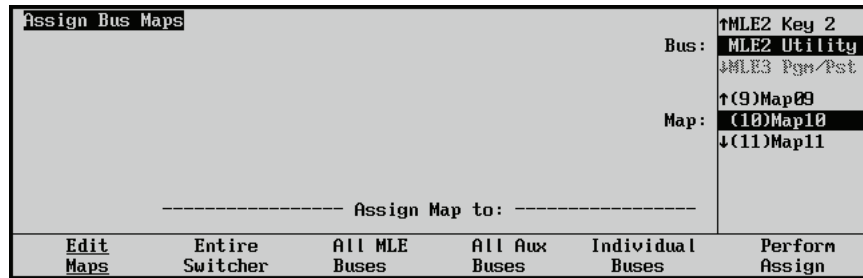 Assign Bus Maps
↑MLE2 Key 2
Bus: MLE2 Utility
↓MLE3 Pgm/Pst
↑(9)Map09
Map: (10)Map10
↓(11)Map11
----------------- Assign Map to: -----------------
Edit Entire All MLE All Aux Individual Perform
Maps Switcher Buses Buses Buses Assign